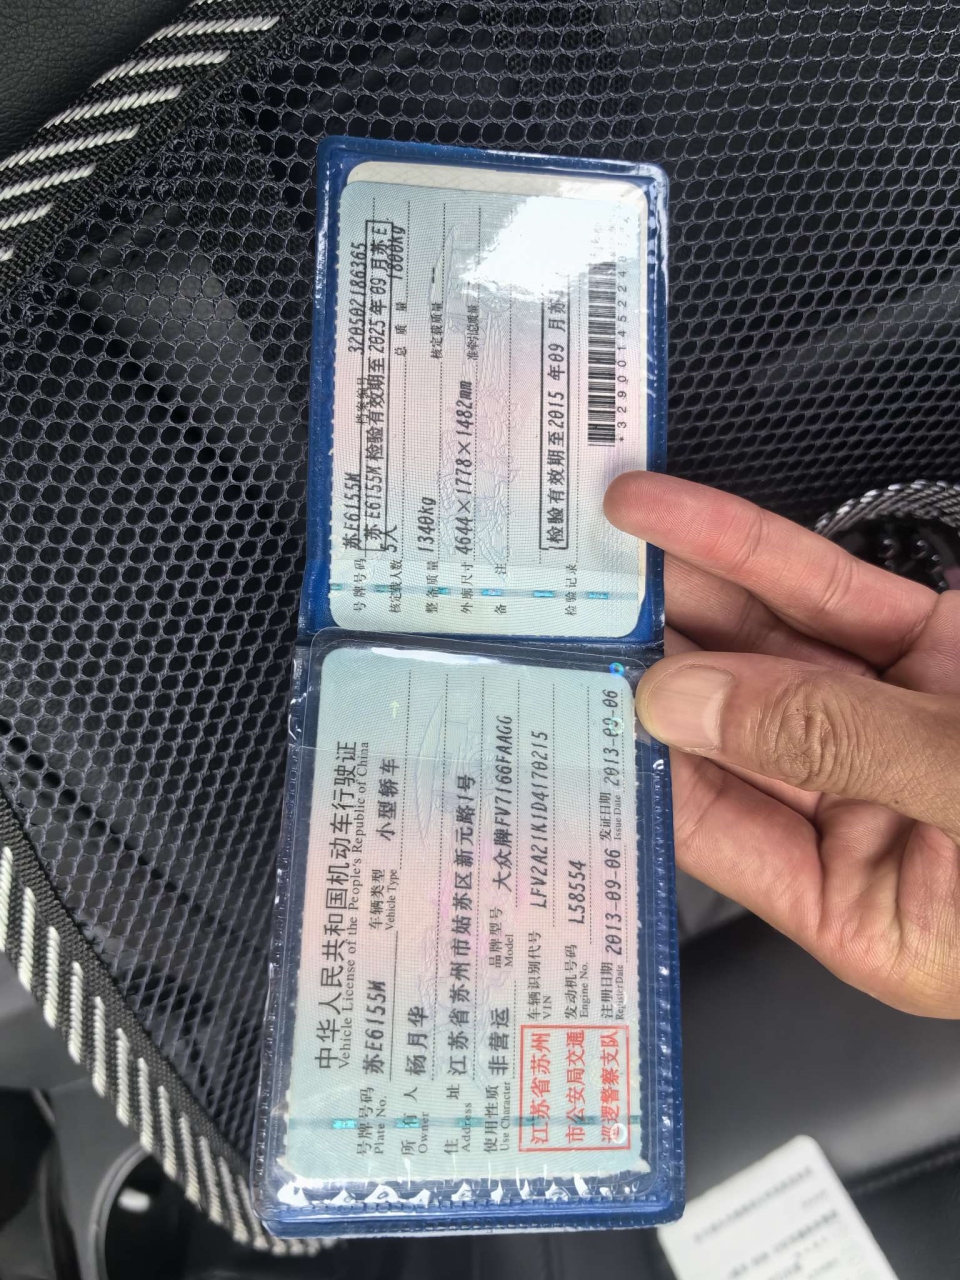 中华人民共和国机动车行驶证
Vehicle License of the People's Republic of China
号牌号码 苏E6155M 车辆类型 小型轿车
Plate No. Vehicle Type
所有人 杨月华
Owner
住址 江苏省苏州市姑苏区新元路1号
Address
使用性质 非营运 品牌型号 大众牌FV7166FAAGG
Use Character Model
江苏省苏州
市公安局交通
巡逻警察支队
车辆识别代号 LFV2A21K1D4170215
VIN
发动机号码 L58554
Engine No.
注册日期 2013-09-06 发证日期 2013-09-06
Register Date Issue Date
号牌号码 苏E6155M 档案编号 320502186365
苏E6155M 检验有效期至2025年09月苏E
核定载人数 5人 总质量 1800kg
整备质量 1340kg 核定载质量
外廓尺寸 4644×1778×1482mm 准牵引总质量
备注
检验有效期至2015年09月苏
检验记录